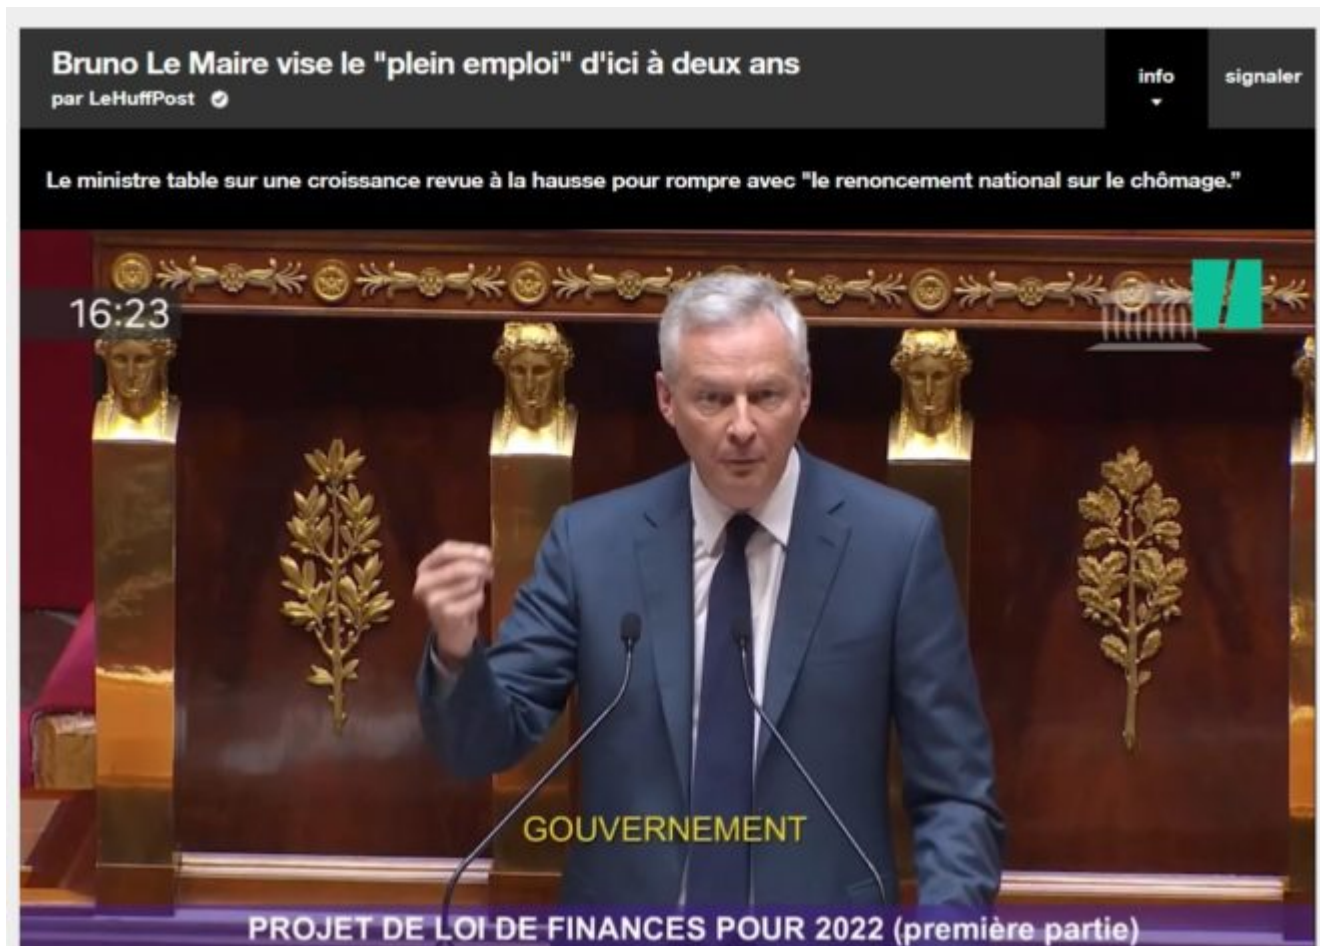 Bruno Le Maire vise le "plein emploi" d'ici à deux ans
par LeHuffPost
info
signaler
Le ministre table sur une croissance revue à la hausse pour rompre avec "le renoncement national sur le chômage.”
16:23
GOUVERNEMENT
PROJET DE LOI DE FINANCES POUR 2022 (première partie)